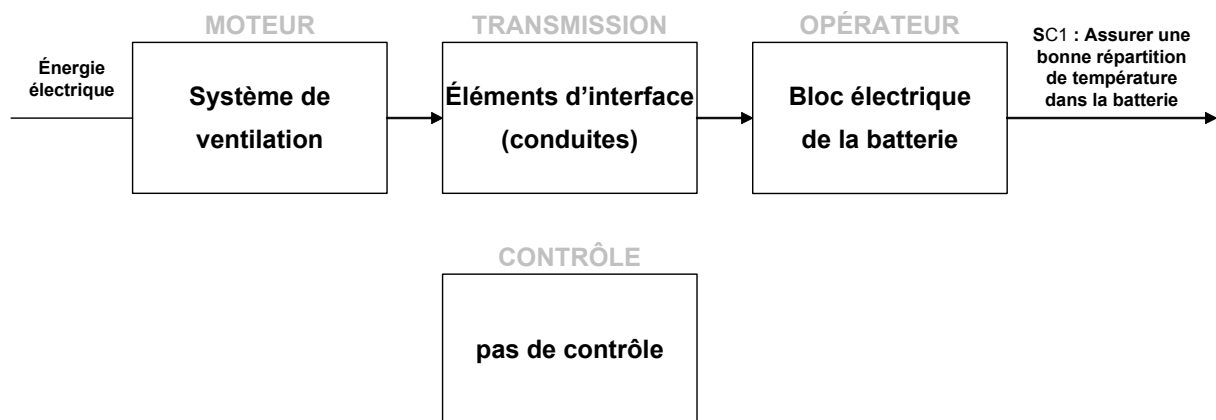 MOTEUR
TRANSMISSION
OPÉRATEUR
Énergie
électrique
Système de
ventilation
Éléments d’interface
(conduites)
Bloc électrique
de la batterie
SC1 : Assurer une
bonne répartition
de température
dans la batterie
CONTRÔLE
pas de contrôle